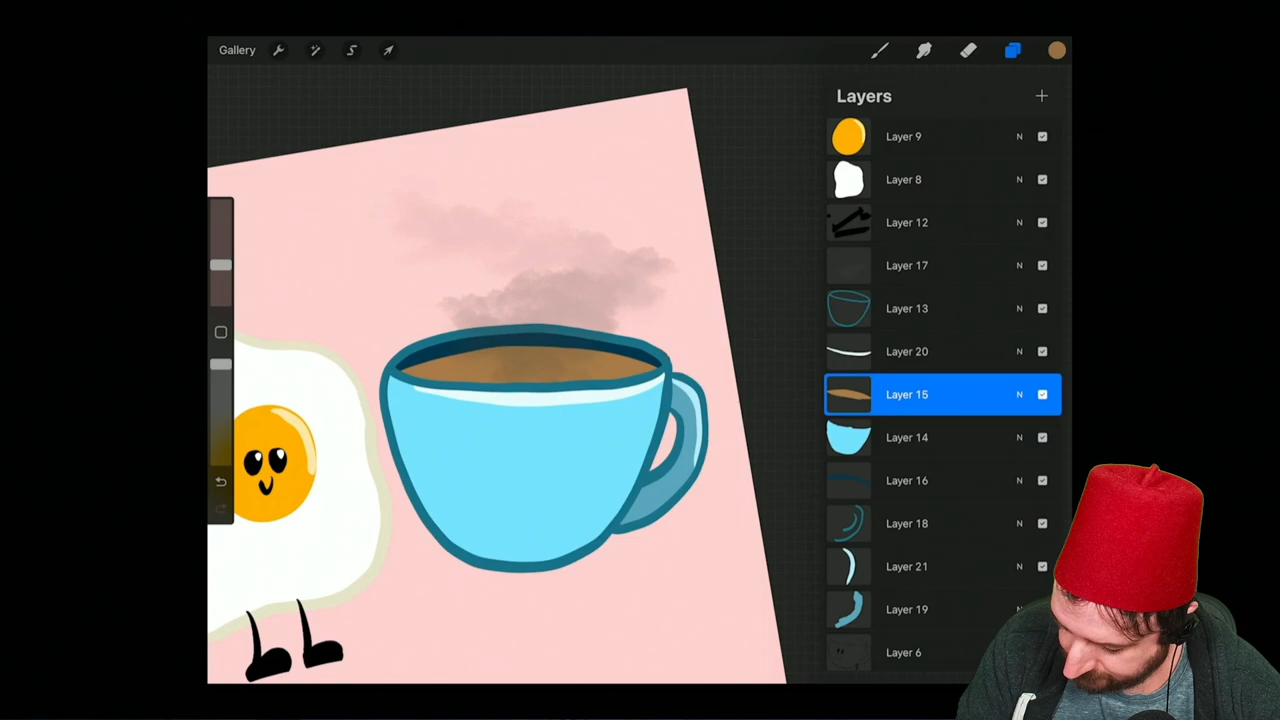 Gallery
Layers
Layer 9 N
Layer 8 N
Layer 12 N
Layer 17 N
Layer 13 N
Layer 20 N
Layer 15 N
Layer 14 N
Layer 16 N
Layer 18 N
Layer 21 N
Layer 19 N
Layer 6